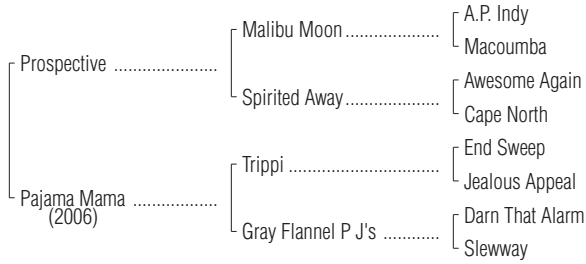 A.P. Indy
Malibu Moon
Macoumba
Prospective
Awesome Again
Spirited Away
Cape North
End Sweep
Trippi
Jealous Appeal
Pajama Mama
(2006)
Darn That Alarm
Gray Flannel P J's
Slewway